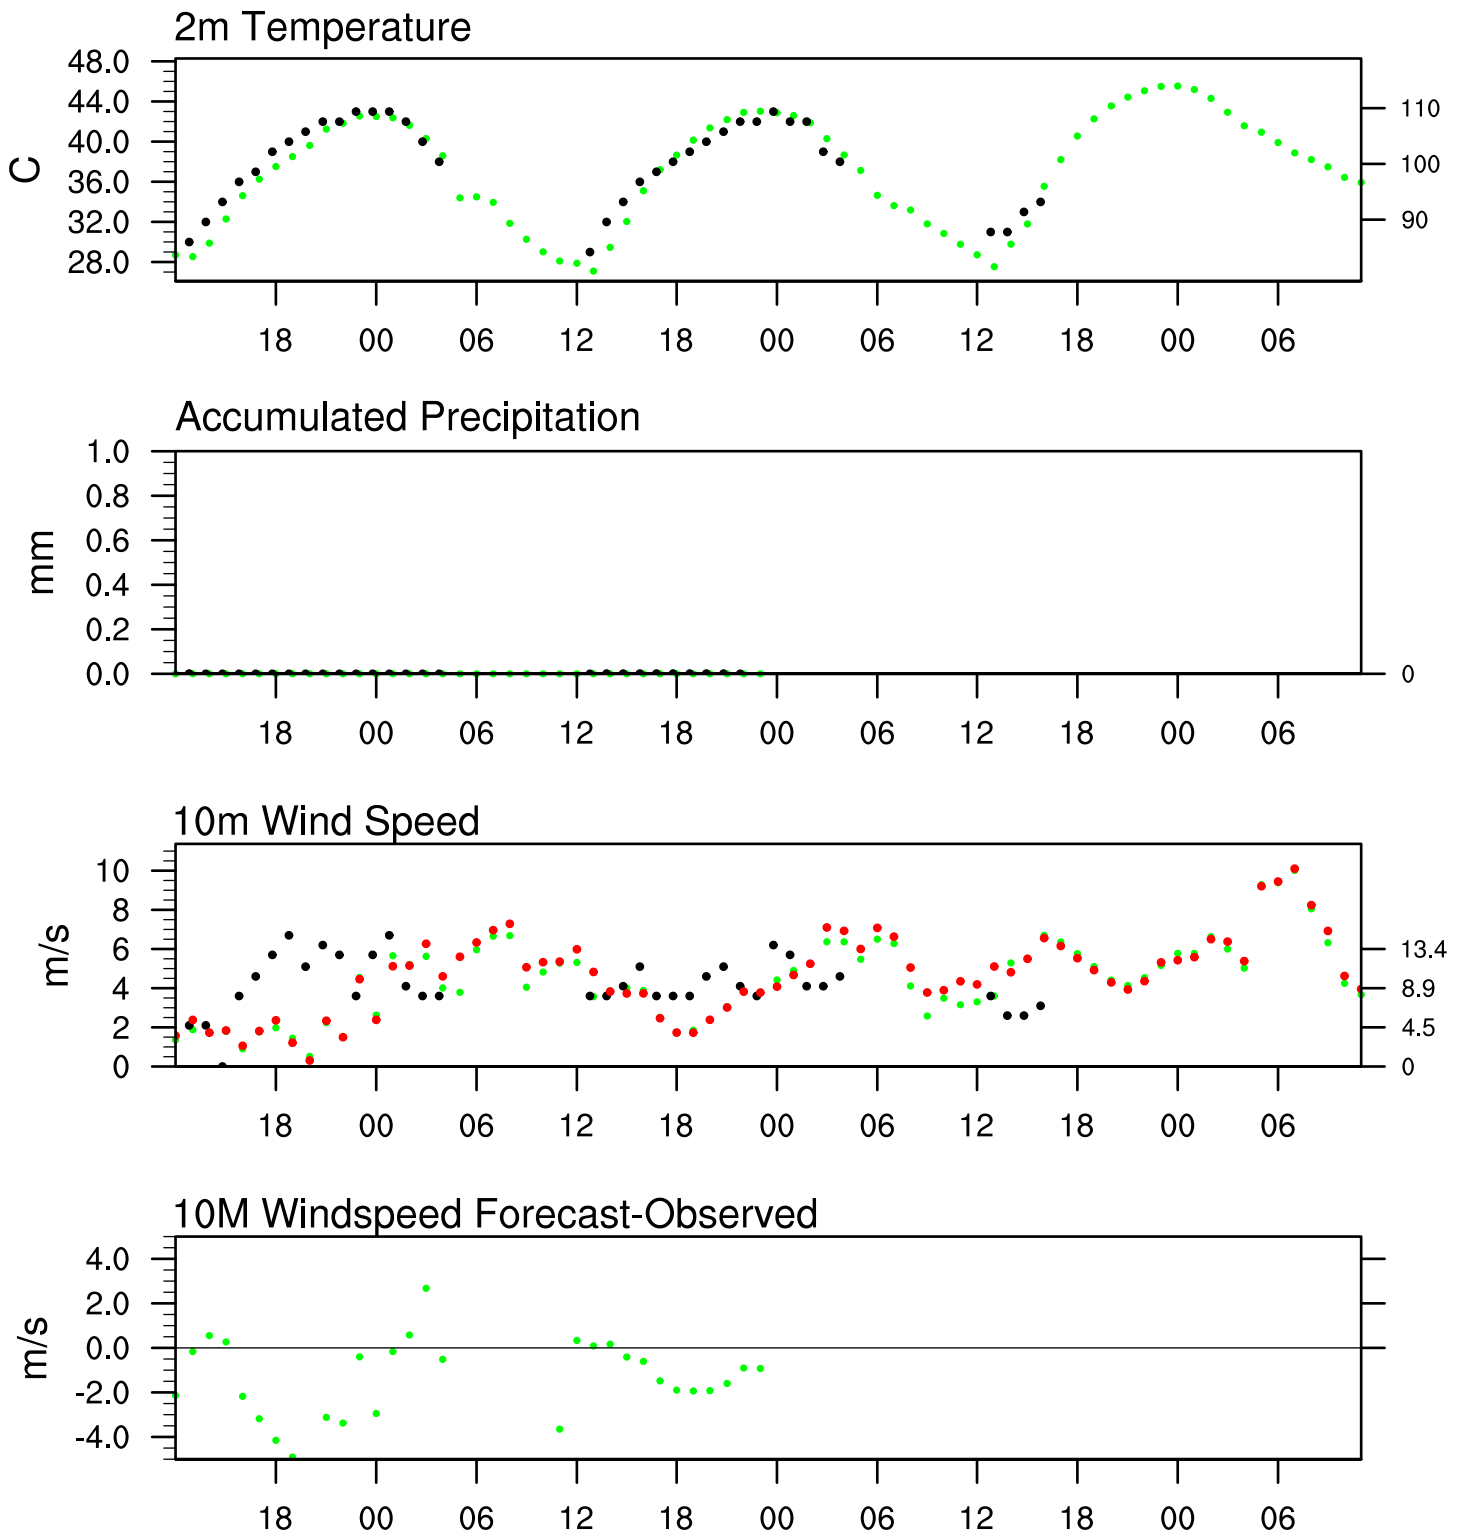 2m Temperature
48.0
44.0
40.0
36.0
32.0
28.0
C
110
100
90
18 00 06 12 18 00 06 12 18 00 06
Accumulated Precipitation
1.0
0.8
0.6
0.4
0.2
0.0
mm
0
18 00 06 12 18 00 06 12 18 00 06
10m Wind Speed
10
8
6
4
2
0
m/s
13.4
8.9
4.5
0
18 00 06 12 18 00 06 12 18 00 06
10M Windspeed Forecast-Observed
4.0
2.0
0.0
-2.0
-4.0
m/s
18 00 06 12 18 00 06 12 18 00 06